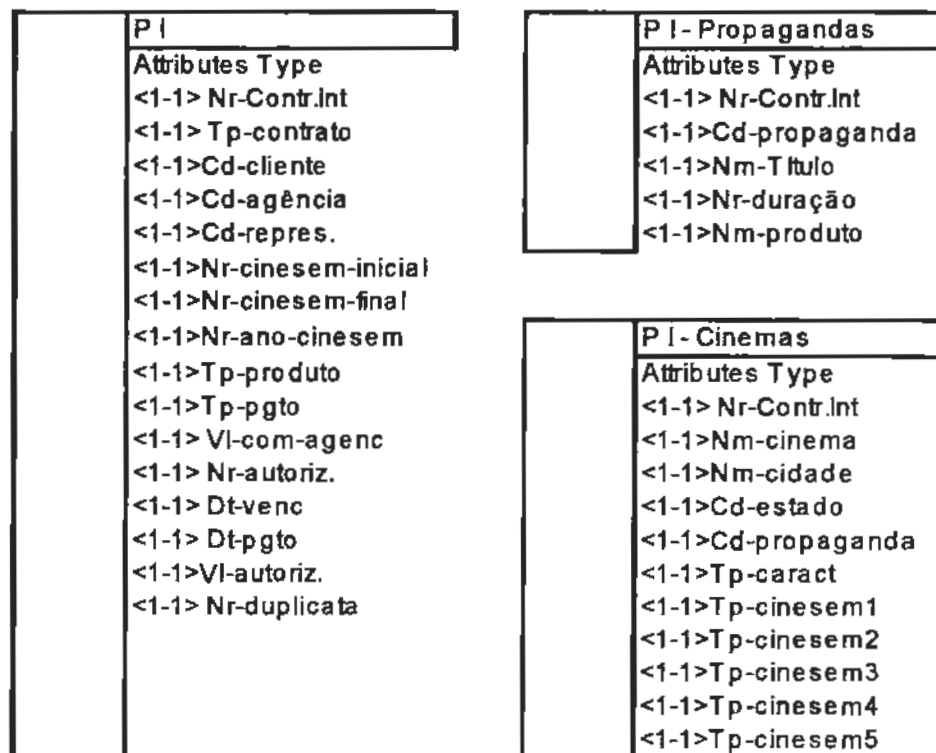 P I
Attributes Type
<1-1> Nr-Contr.Int
<1-1> Tp-contrato
<1-1>Cd-cliente
<1-1>Cd-agência
<1-1>Cd-repres.
<1-1>Nr-cinesem-inicial
<1-1>Nr-cinesem-final
<1-1>Nr-ano-cinesem
<1-1>Tp-produto
<1-1>Tp-pgto
<1-1> Vl-com-agenc
<1-1> Nr-autoriz.
<1-1> Dt-venc
<1-1> Dt-pgto
<1-1>Vl-autoriz.
<1-1> Nr-duplicata
P I - Propagandas
Attributes Type
<1-1> Nr-Contr.Int
<1-1>Cd-propaganda
<1-1>Nm-Título
<1-1>Nr-duração
<1-1>Nm-produto
P I - Cinemas
Attributes Type
<1-1> Nr-Contr.Int
<1-1>Nm-cinema
<1-1>Nm-cidade
<1-1>Cd-estado
<1-1>Cd-propaganda
<1-1>Tp-caract
<1-1>Tp-cinesem1
<1-1>Tp-cinesem2
<1-1>Tp-cinesem3
<1-1>Tp-cinesem4
<1-1>Tp-cinesem5